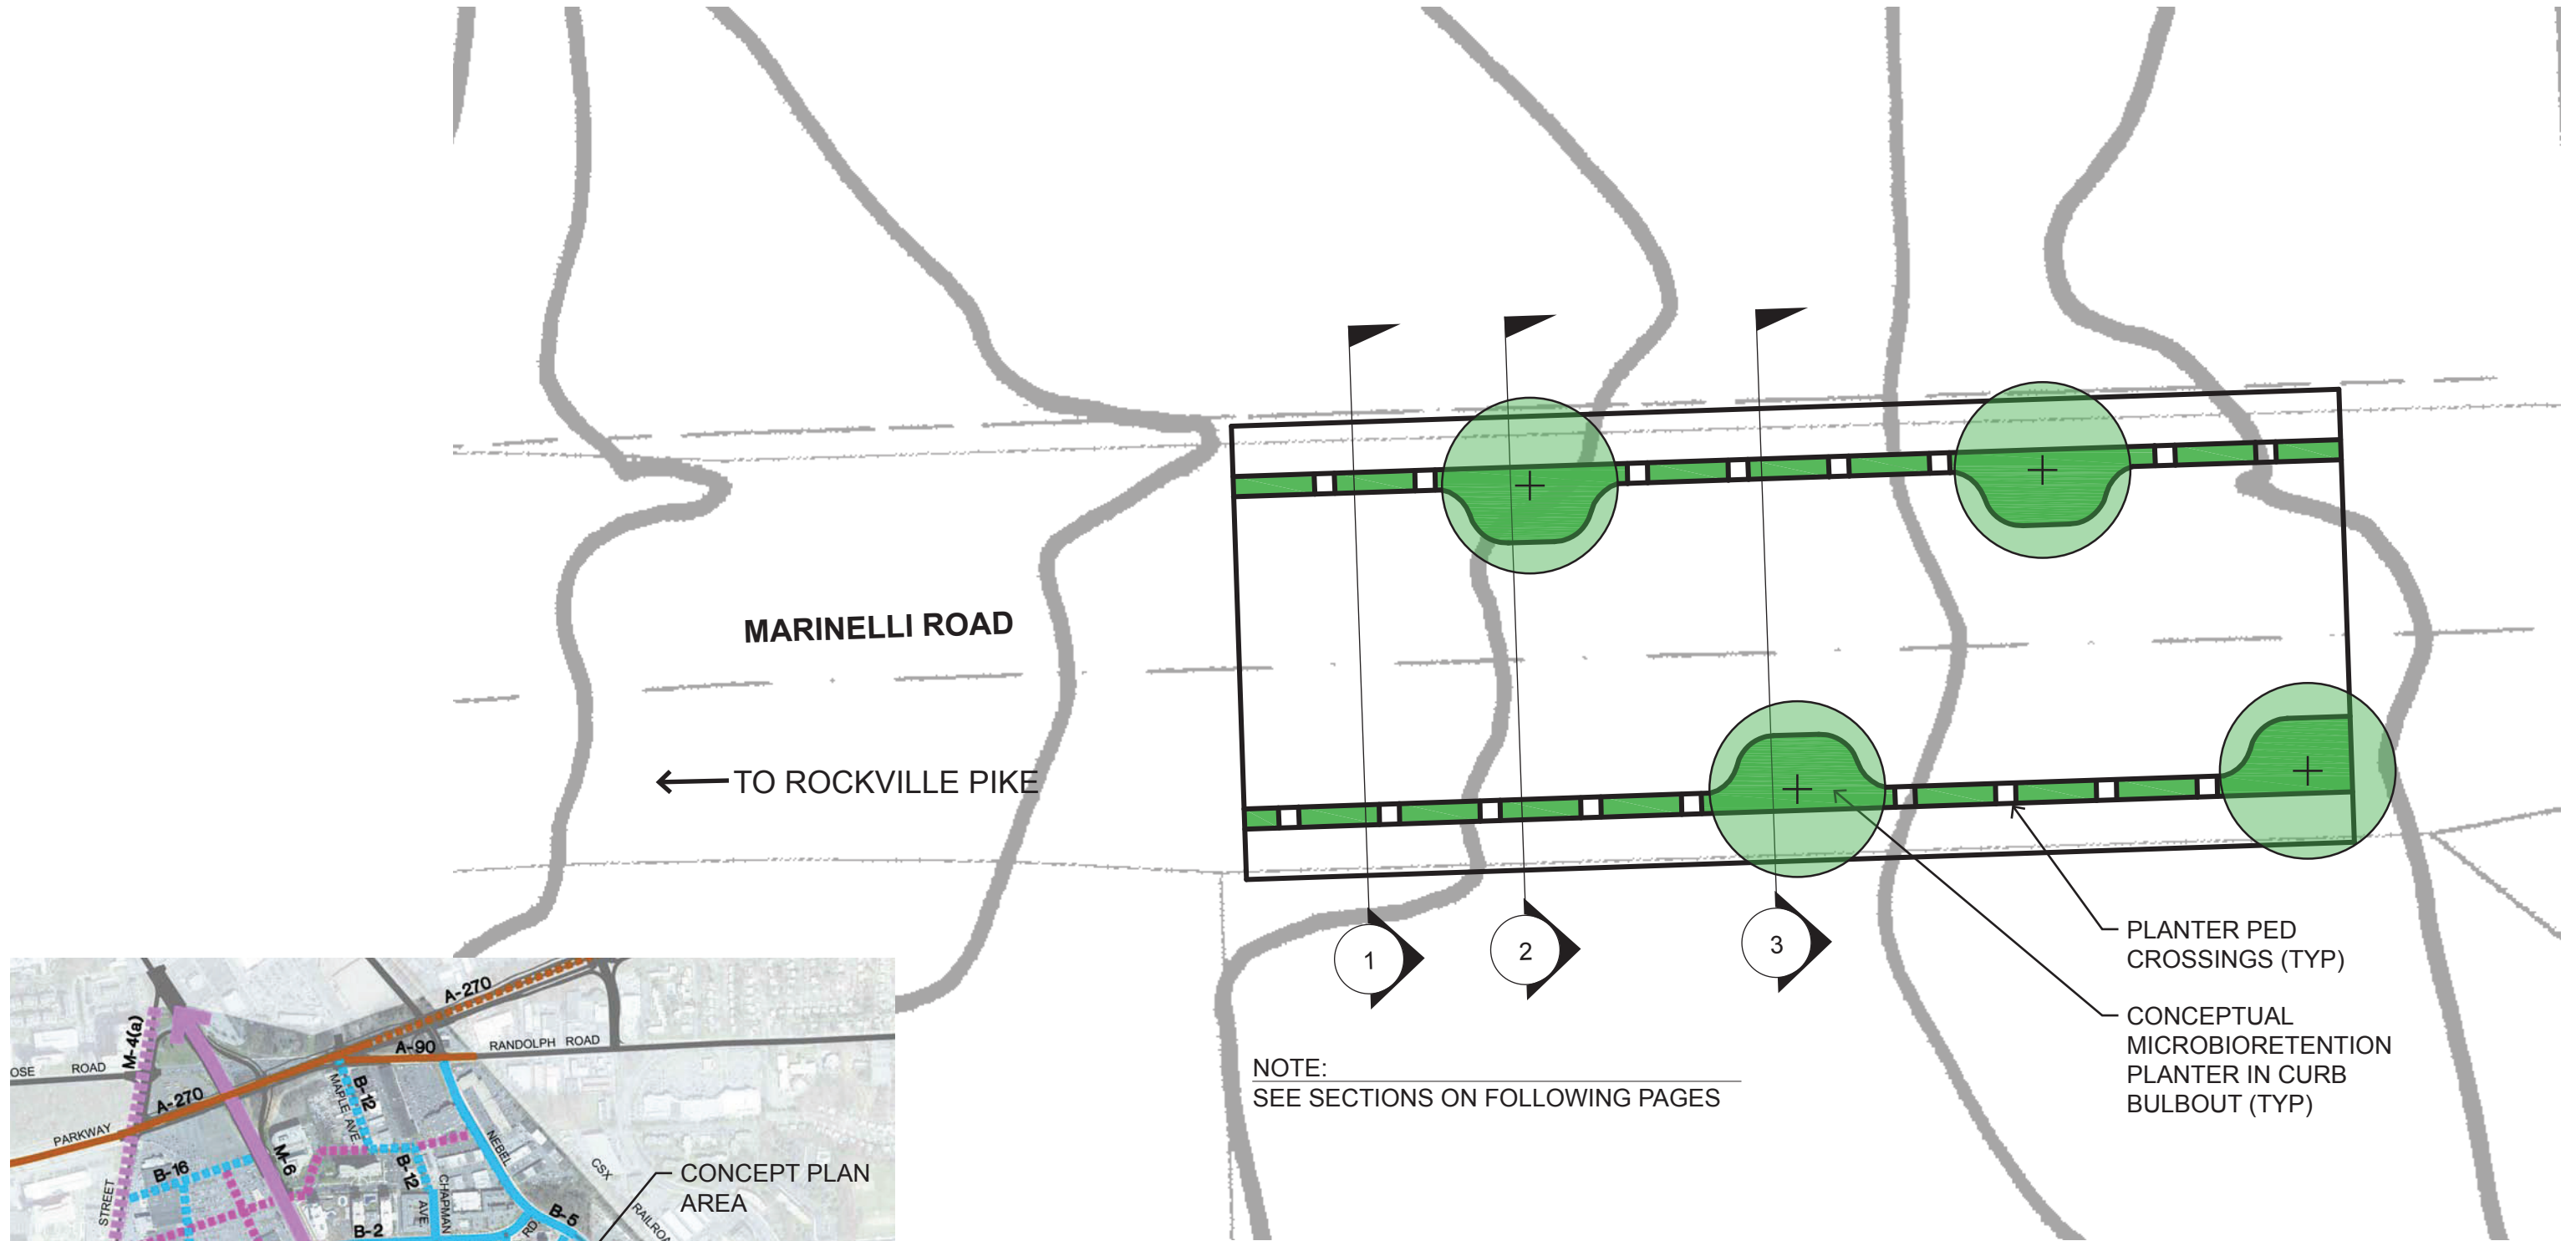 MARINELLI ROAD
TO ROCKVILLE PIKE
1
2
3
PLANTER PED
CROSSINGS (TYP)
CONCEPTUAL
MICROBIORETENTION
PLANTER IN CURB
BULBOUT (TYP)
NOTE:
SEE SECTIONS ON FOLLOWING PAGES
A-270
M-4(a)
A-90
RANDOLPH ROAD
OSE ROAD
B-12
MAPLE AVE
A-270
PARKWAY
NEBEL
M-6
B-16
B-12
CSX
CONCEPT PLAN
AREA
CHAPMAN
AVE.
STREET
B-5
RD.
RAILROA
B-2